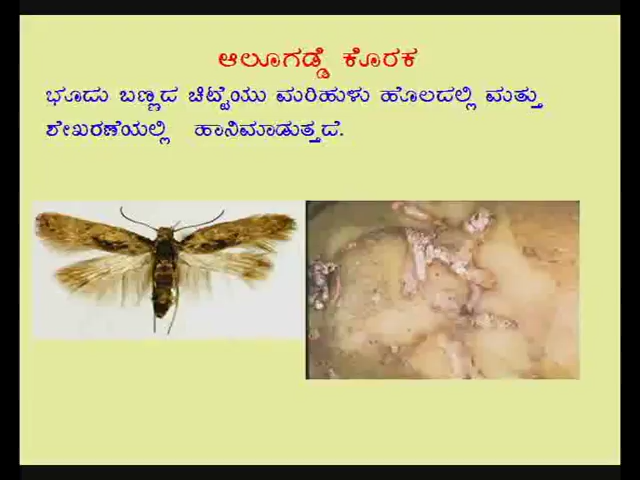 ಆಲೂಗಡ್ಡೆ ಕೊರಕ
ಭೂದು ಬಣ್ಣದ ಚಿಟ್ಟೆಯು ಮರಿಹುಳು ಹೊಲದಲ್ಲಿ ಮತ್ತು
ಶೇಖರಣೆಯಲ್ಲಿ ಹಾನಿಮಾಡುತ್ತದೆ.